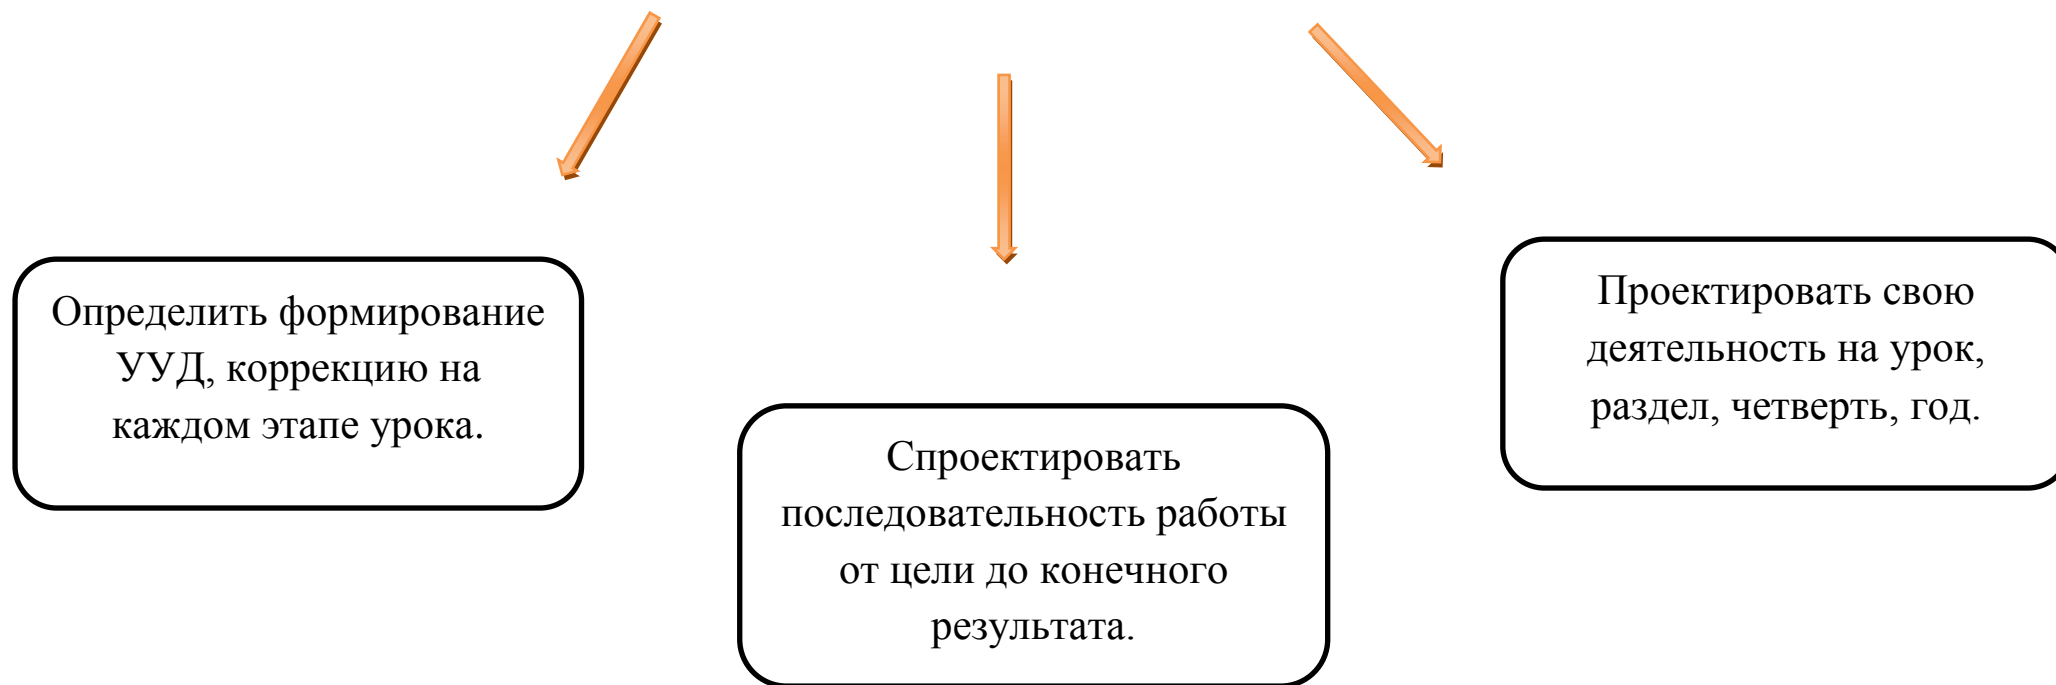 Определить формирование
УУД, коррекцию на
каждом этапе урока.
Спроектировать
последовательность работы
от цели до конечного
результата.
Проектировать свою
деятельность на урок,
раздел, четверть, год.